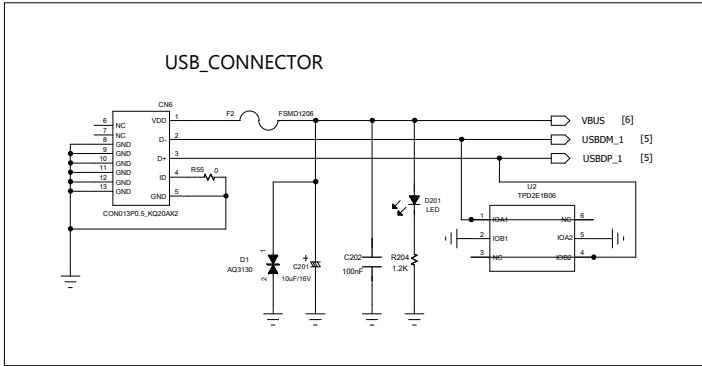 USB_CONNECTOR
CN6
6 NC VDD 1
7 NC
8 GND D- 2
9 GND
10 GND D+ 3
11 GND
12 GND ID 4
13 GND
GND 5
CON013P0.5_KQ20AX2
F2 FSMD1206
R55 0
VBUS [6]
USBDM_1 [5]
USBDP_1 [5]
U2
TPD2E1B06
1 IOA1 NC 6
2 IOB1 IOA2 5
3 NC IOB2 4
D201
LED
D1
AQ3130
1
2
+
C201
10uF/16V
C202
100nF
R204
1.2K